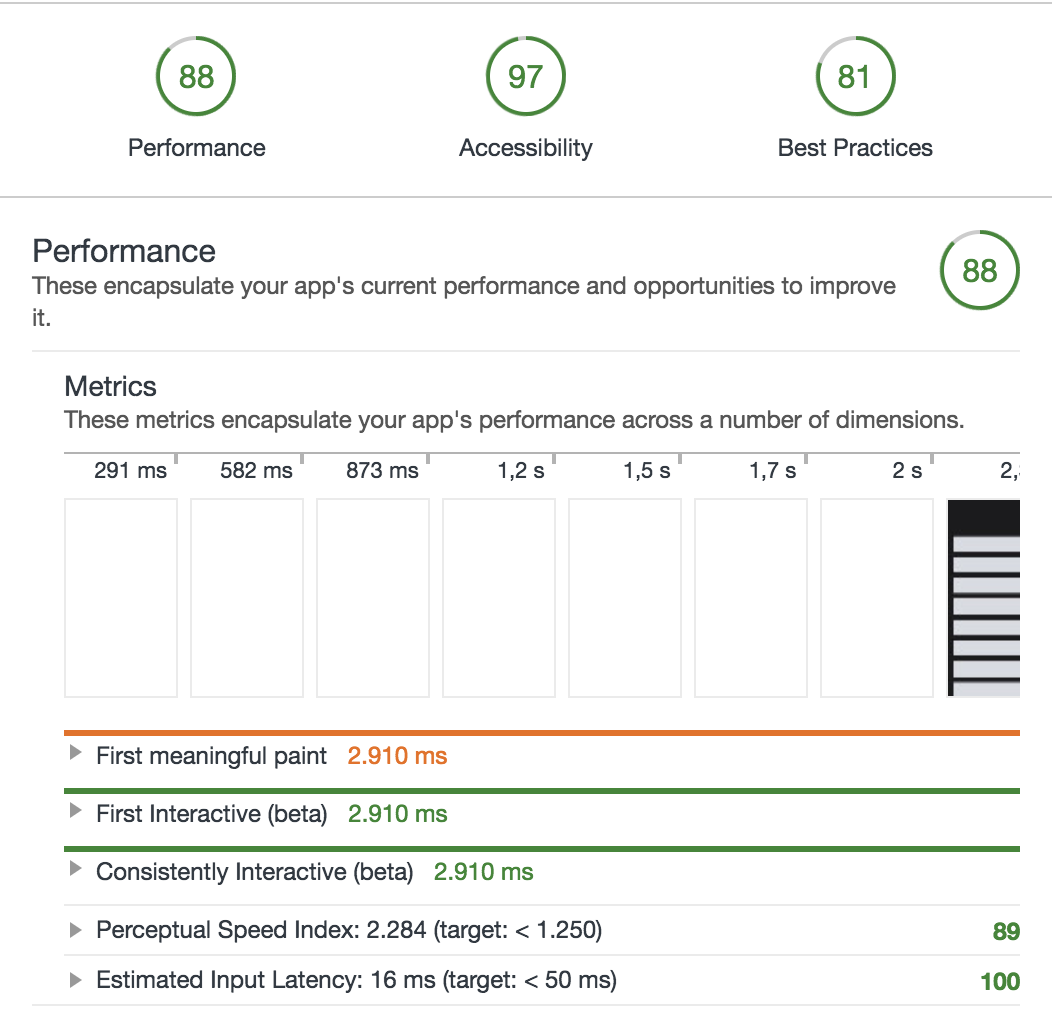 88 97 81
Performance Accessibility Best Practices
Performance
88
These encapsulate your app's current performance and opportunities to improve
it.
Metrics
These metrics encapsulate your app's performance across a number of dimensions.
291 ms 582 ms 873 ms 1,2 s 1,5 s 1,7 s 2 s 2,
First meaningful paint 2.910 ms
First Interactive (beta) 2.910 ms
Consistently Interactive (beta) 2.910 ms
Perceptual Speed Index: 2.284 (target: < 1.250) 89
Estimated Input Latency: 16 ms (target: < 50 ms) 100